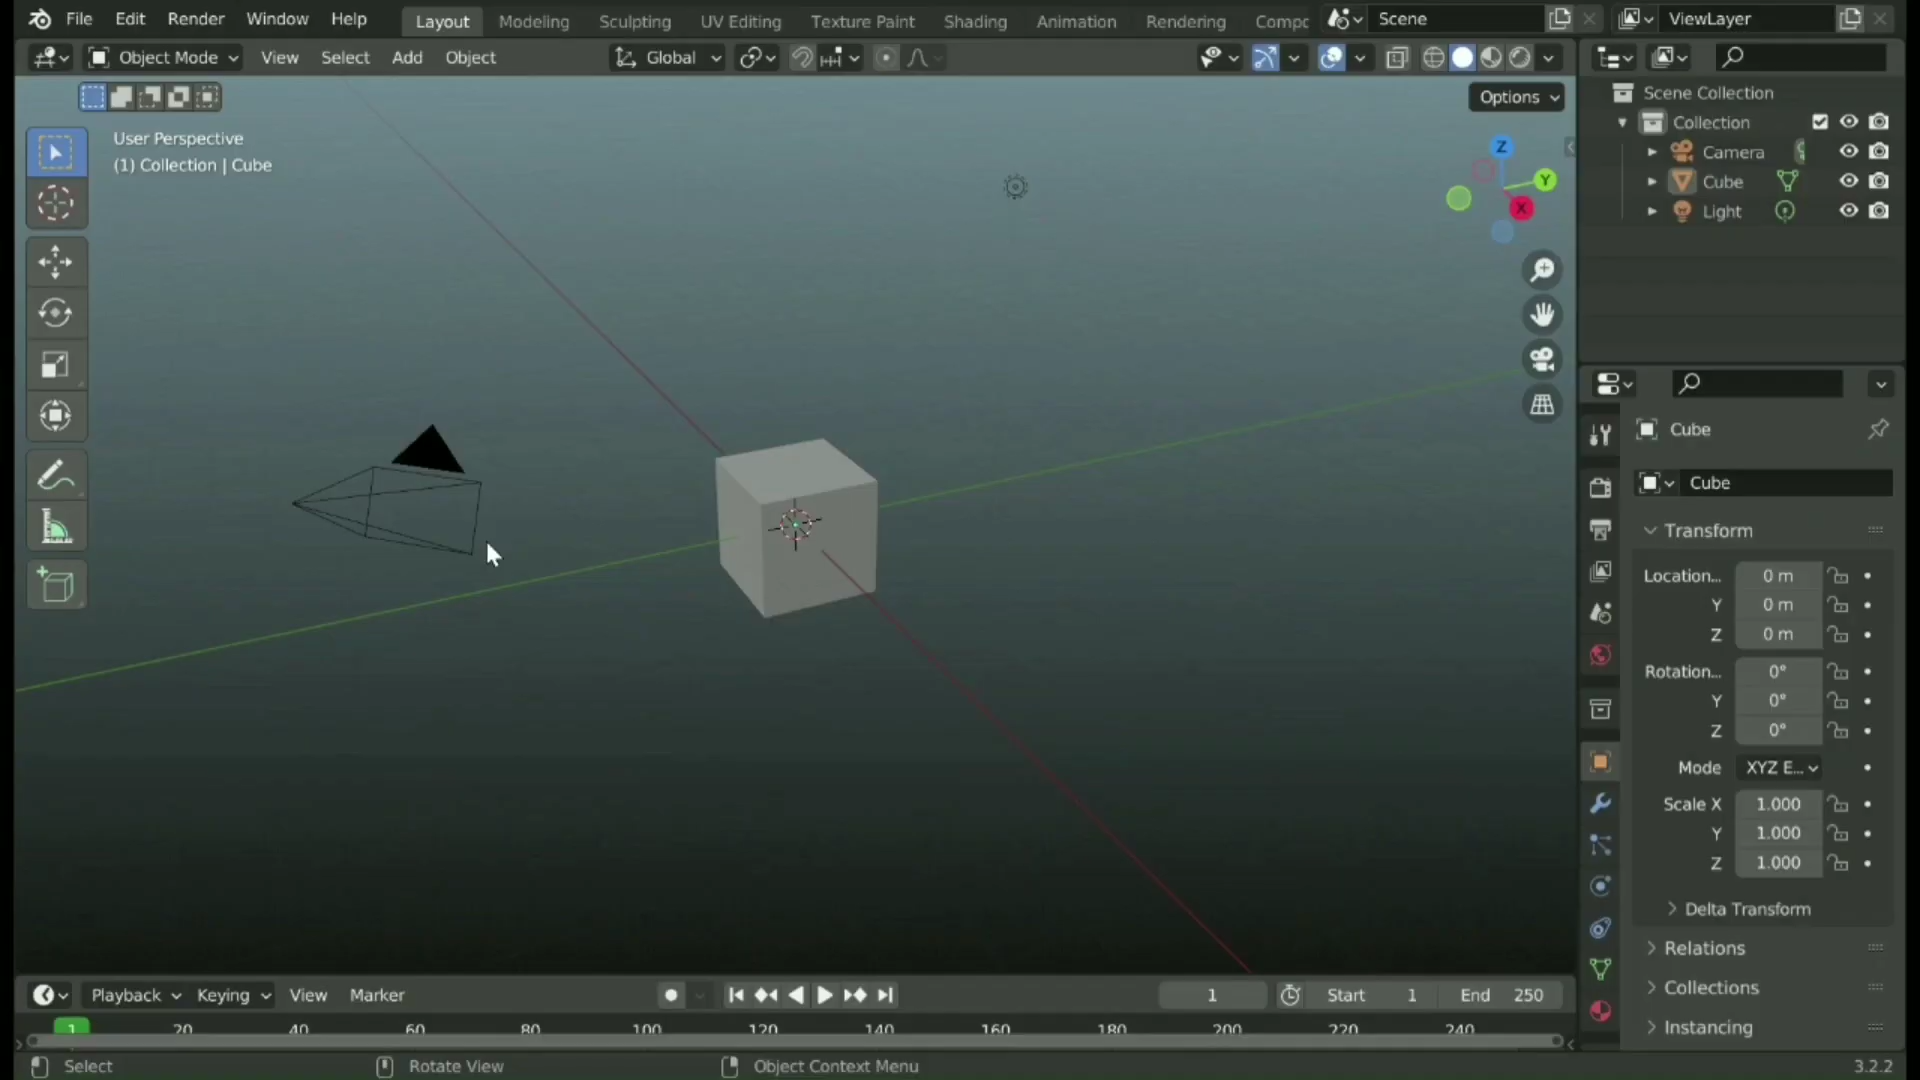 File Edit Render Window Help Layout Modeling Sculpting UV Editing Texture Paint Shading Animation Rendering Compc Scene ViewLayer
Object Mode View Select Add Object Global
Options
User Perspective
(1) Collection | Cube
Z
Y
X
Scene Collection
Collection
Camera
Cube
Light
Cube
Cube
Transform
Location... 0 m
Y 0 m
Z 0 m
Rotation... 0°
Y 0°
Z 0°
Mode XYZ E...
Scale X 1.000
Y 1.000
Z 1.000
Delta Transform
Relations
Collections
Instancing
Playback Keying View Marker 1 Start 1 End 250
1 20 40 60 80 100 120 140 160 180 200 220 240
Select Rotate View Object Context Menu 3.2.2